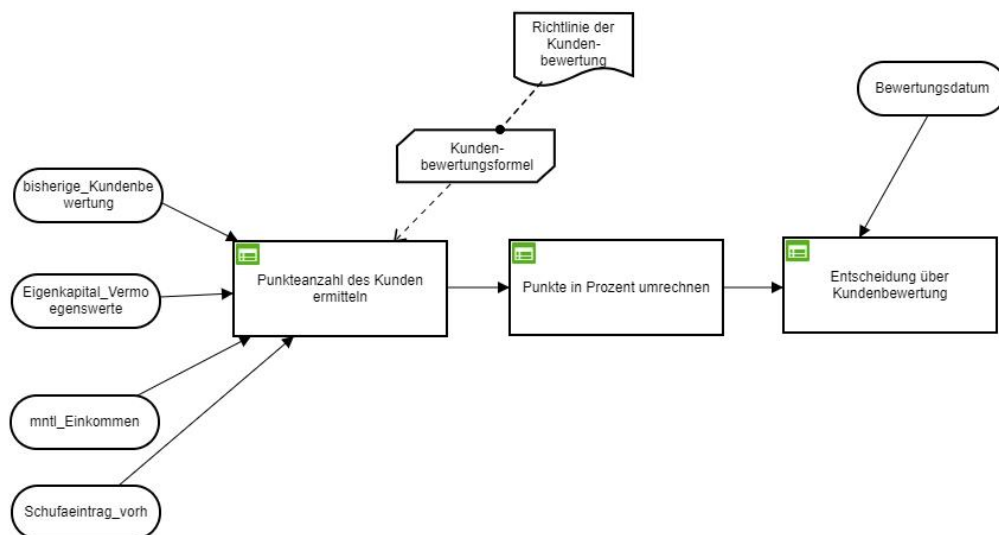 Richtlinie der
Kunden-
bewertung
Bewertungsdatum
Kunden-
bewertungsformel
bisherige_Kundenbe
wertung
Punkteanzahl des Kunden
ermitteln
Punkte in Prozent umrechnen
Entscheidung über
Kundenbewertung
Eigenkapital_Vermo
egenswerte
mntl_Einkommen
Schufaeintrag_vorh